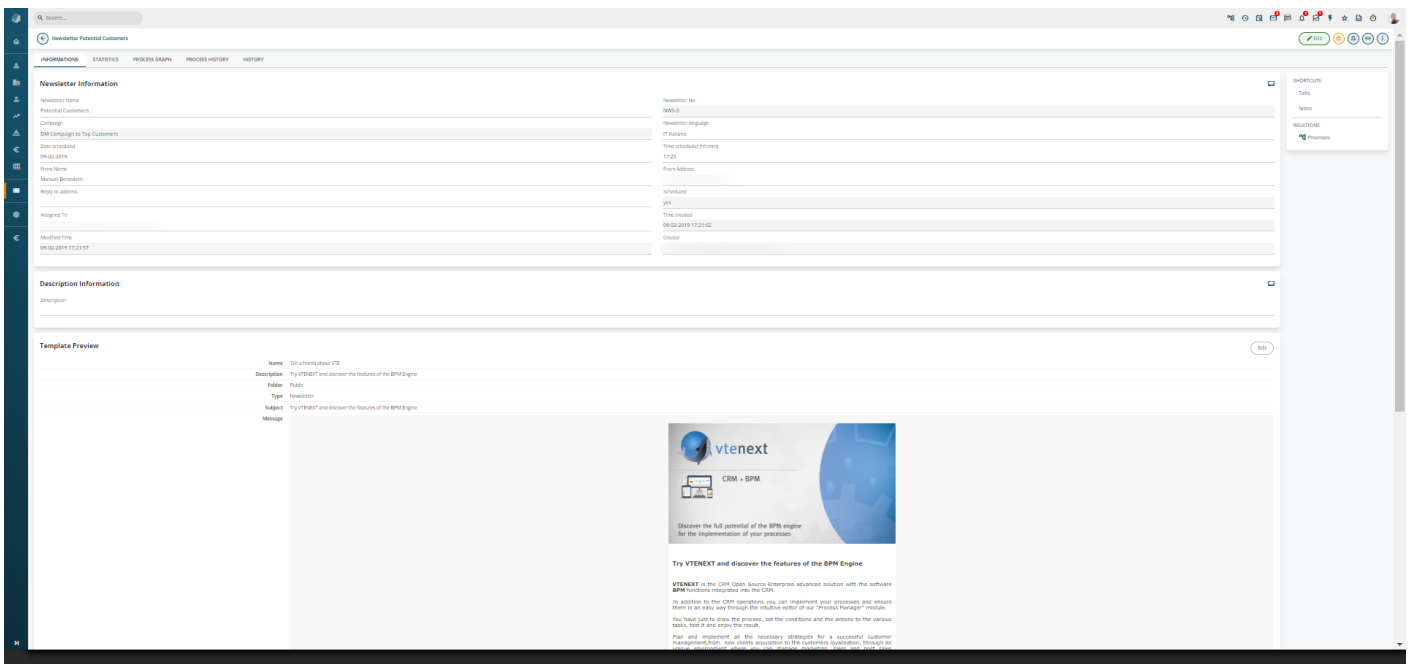 Search...
Newsletter Potential Customers
Edit
INFORMATIONS STATISTICS PROCESS GRAPH PROCESS HISTORY HISTORY
Newsletter Information
Newsletter Name
Potential Customers
Newsletter No
NWS-3
Campaign
DM Campaign to Top Customers
Newsletter language
IT Italiano
Date scheduled
09-02-2019
Time scheduled (hh:mm)
17:25
From Name
Manuel Benedetti
From Address
Reply to address
Scheduled
yes
Assigned To
Time created
09-02-2019 17:21:02
Modified Time
09-02-2019 17:21:57
Creator
SHORTCUTS
Talks
Notes
RELATIONS
Processes
Description Information:
Description
Template Preview
Edit
Name Tell a friend about VTE
Description Try VTENEXT and discover the features of the BPM Engine
Folder Public
Type Newsletter
Subject Try VTENEXT and discover the features of the BPM Engine
Message
vtenext
CRM + BPM
Discover the full potential of the BPM engine
for the implementation of your processes
Try VTENEXT and discover the features of the BPM Engine
VTENEXT is the CRM Open Source Enterprise advanced solution with the software
BPM functions integrated into the CRM.
In addition to the CRM operations you can implement your processes and ensure
them in an easy way through the intuitive editor of our "Process Manager" module.
You have just to draw the process, set the conditions and the actions to the various
tasks, test it and enjoy the result.
Plan and implement all the necessary strategies for a successful customer
management,from new clients acquisition to the customers loyalization, through an
unique environment where you can manage marketing, sales and post sales